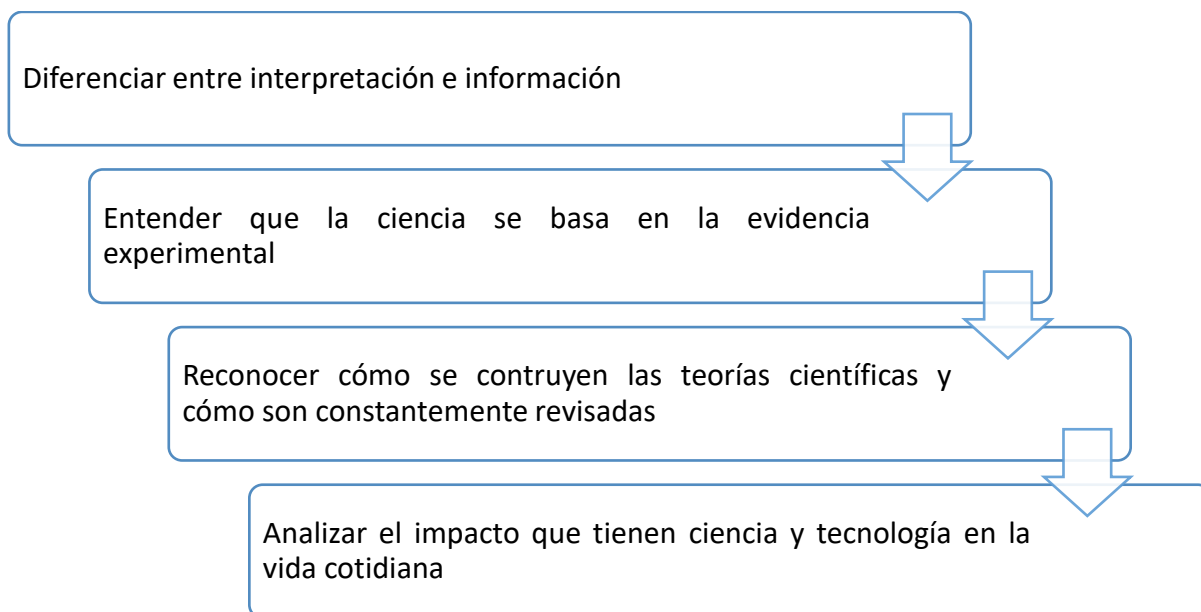 Diferenciar entre interpretación e información
Entender que la ciencia se basa en la evidencia
experimental
Reconocer cómo se contruyen las teorías científicas y
cómo son constantemente revisadas
Analizar el impacto que tienen ciencia y tecnología en la
vida cotidiana